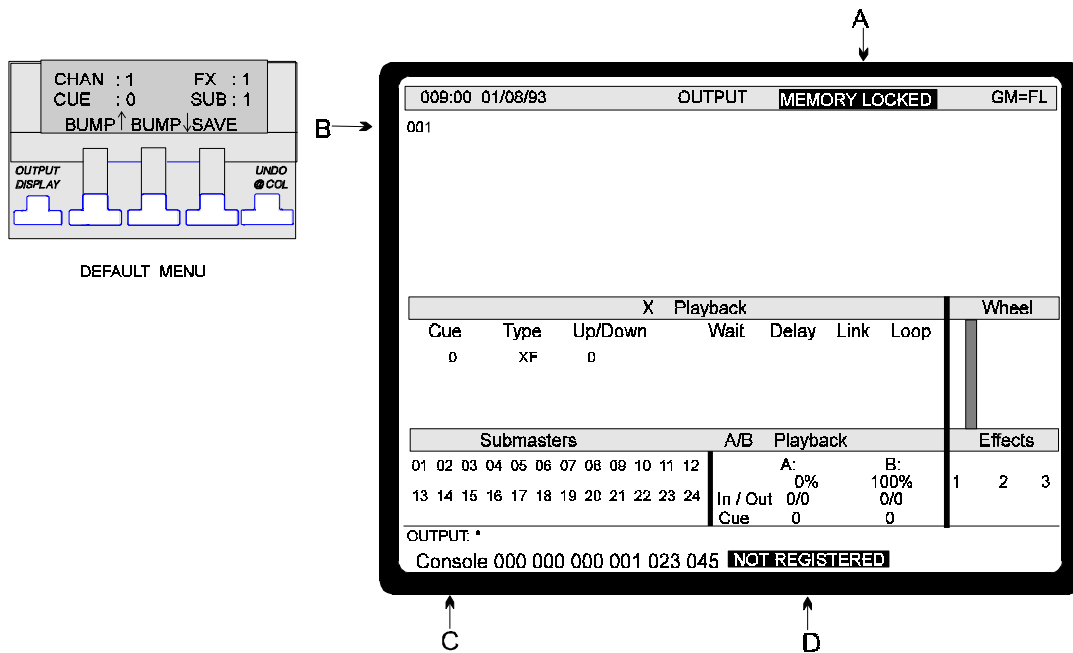 A
CHAN : 1 FX : 1
CUE : 0 SUB : 1
BUMP↑ BUMP↓ SAVE
OUTPUT DISPLAY
UNDO @ COL
DEFAULT MENU
009:00 01/08/93 OUTPUT MEMORY LOCKED GM=FL
B
001
X Playback Wheel
Cue Type Up/Down Wait Delay Link Loop
0 XF 0
Submasters A/B Playback Effects
01 02 03 04 05 06 07 08 09 10 11 12
13 14 15 16 17 18 19 20 21 22 23 24
A: B:
0% 100%
In / Out 0/0 0/0
Cue 0 0
1 2 3
OUTPUT: *
Console 000 000 000 001 023 045 NOT REGISTERED
C
D